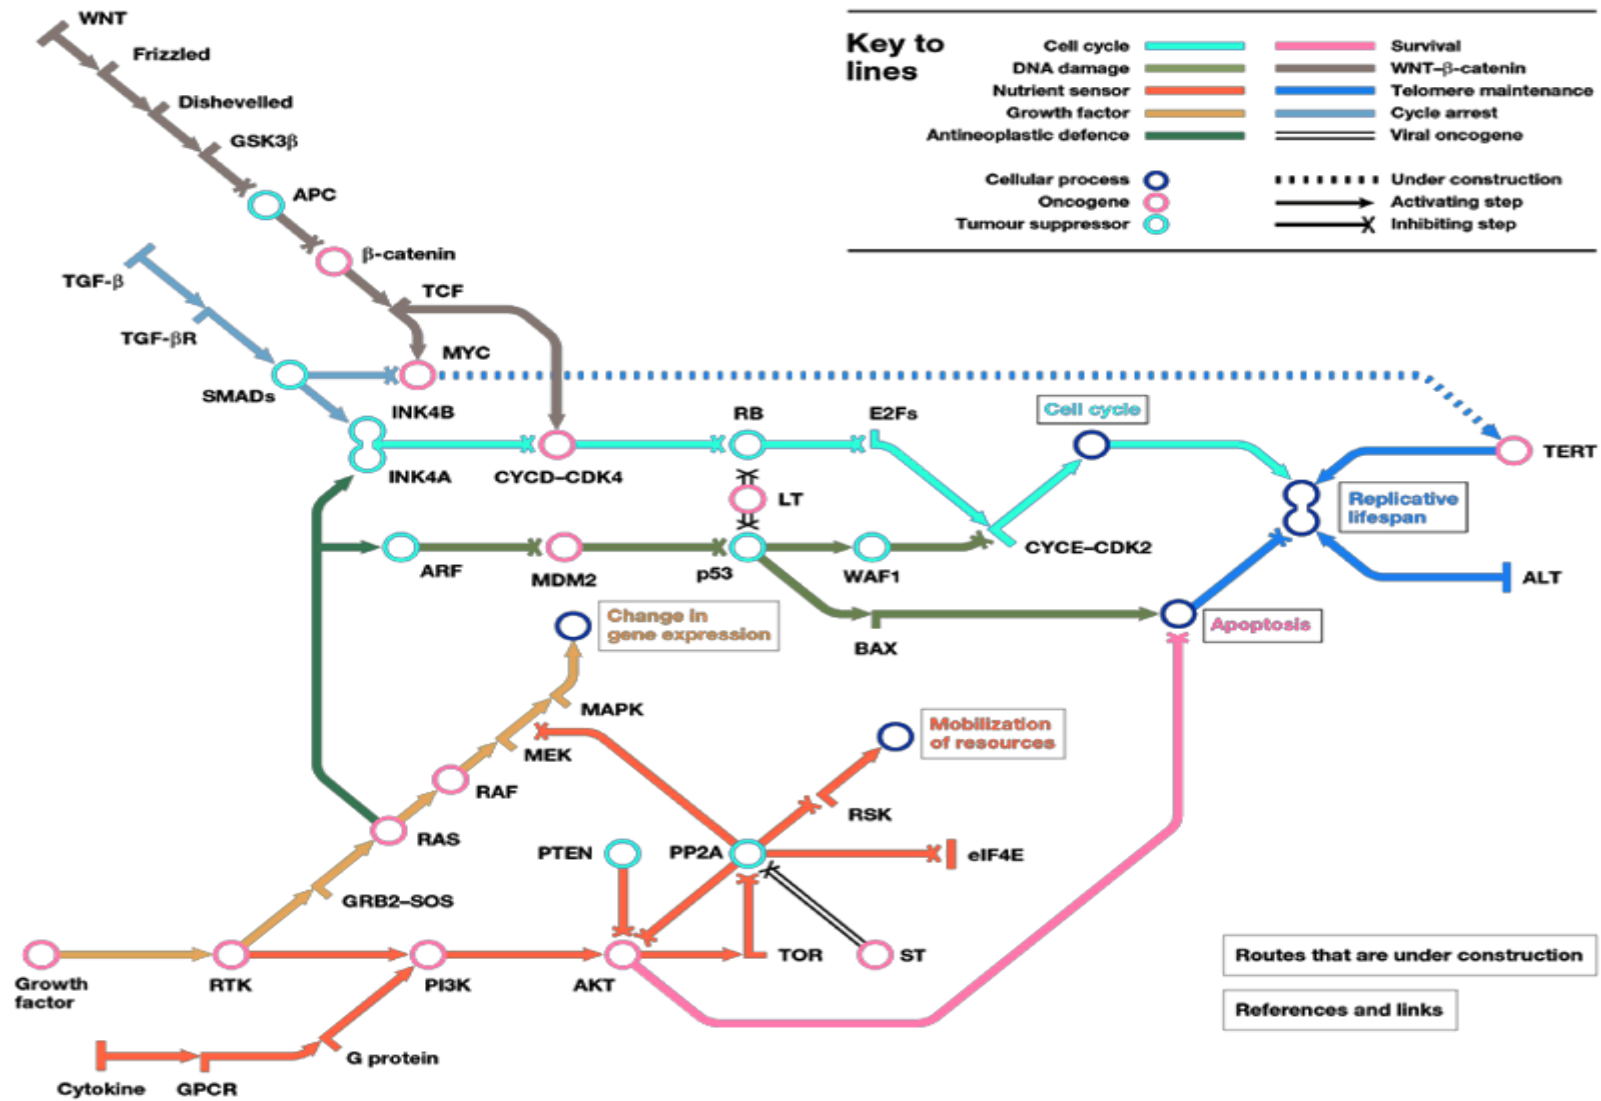 WNT
Frizzled
Dishevelled
GSK3β
APC
β-catenin
TCF
TGF-β
TGF-βR
SMADs
MYC
INK4B
INK4A
CYCD–CDK4
RB
E2Fs
Cell cycle
TERT
LT
Replicative
lifespan
ARF
MDM2
p53
WAF1
CYCE–CDK2
ALT
Change in
gene expression
BAX
Apoptosis
MAPK
MEK
Mobilization
of resources
RAF
RSK
RAS
PTEN
PP2A
eIF4E
GRB2–SOS
TOR
ST
Growth
factor
RTK
PI3K
AKT
G protein
Cytokine
GPCR
Key to
lines
Cell cycle
DNA damage
Nutrient sensor
Growth factor
Antineoplastic defence
Survival
WNT–β-catenin
Telomere maintenance
Cycle arrest
Viral oncogene
Cellular process
Oncogene
Tumour suppressor
Under construction
Activating step
Inhibiting step
Routes that are under construction
References and links